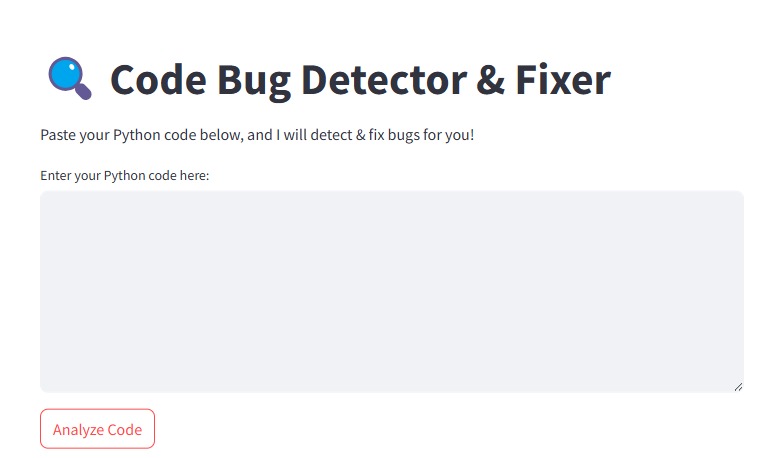 Code Bug Detector & Fixer
Paste your Python code below, and I will detect & fix bugs for you!
Enter your Python code here:
Analyze Code